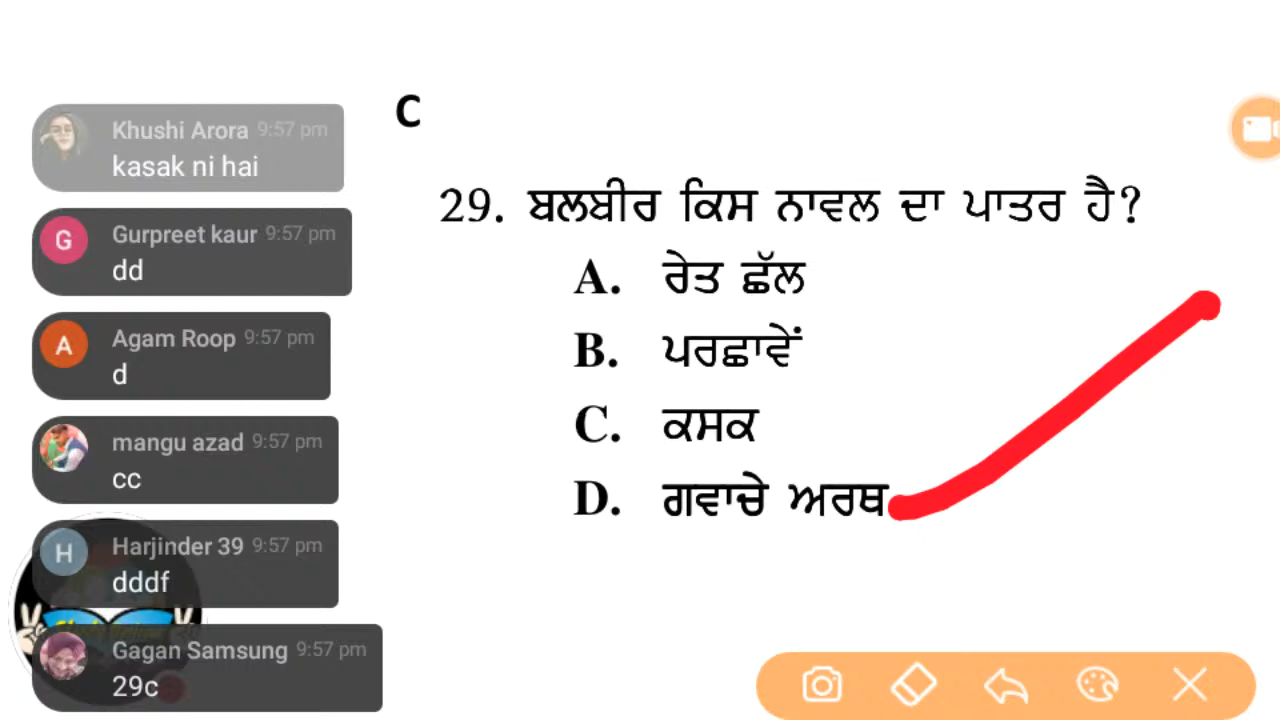 Khushi Arora 9:57 pm
kasak ni hai
G
Gurpreet kaur 9:57 pm
dd
A
Agam Roop 9:57 pm
d
mangu azad 9:57 pm
cc
H
Harjinder 39 9:57 pm
dddf
Gagan Samsung 9:57 pm
29c
C
29. ਬਲਬੀਰ ਕਿਸ ਨਾਵਲ ਦਾ ਪਾਤਰ ਹੈ?
A. ਰੇਤ ਛੱਲ
B. ਪਰਛਾਵੇਂ
C. ਕਸਕ
D. ਗਵਾਚੇ ਅਰਥ